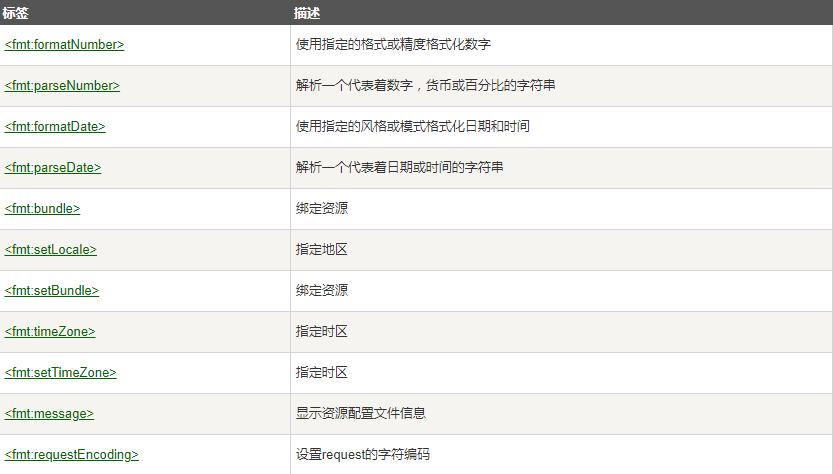 标签 描述
<fmt:formatNumber> 使用指定的格式或精度格式化数字
<fmt:parseNumber> 解析一个代表着数字，货币或百分比的字符串
<fmt:formatDate> 使用指定的风格或模式格式化日期和时间
<fmt:parseDate> 解析一个代表着日期或时间的字符串
<fmt:bundle> 绑定资源
<fmt:setLocale> 指定地区
<fmt:setBundle> 绑定资源
<fmt:timeZone> 指定时区
<fmt:setTimeZone> 指定时区
<fmt:message> 显示资源配置文件信息
<fmt:requestEncoding> 设置request的字符编码